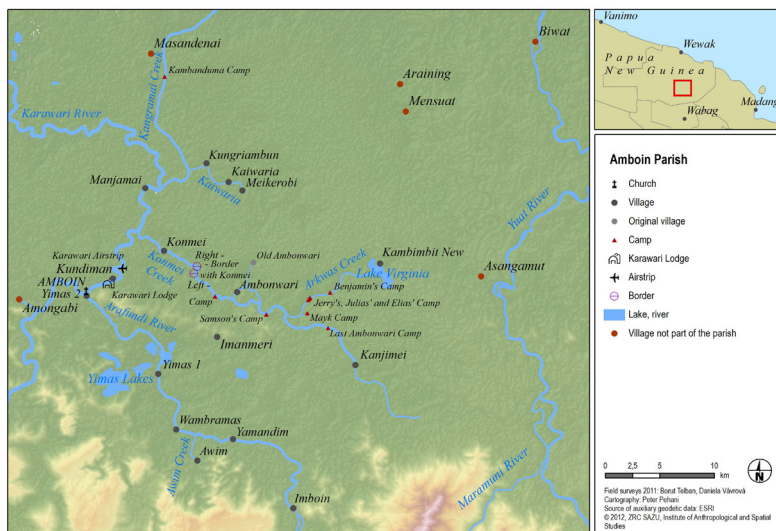 Masandenai
Kambanduma Camp
Kangramai Creek
Karawari River
Biwat
Araining
Mensuat
Kungriambun
Kaiwaria
Meikerobi
Kaiwaria
Manjamai
Yuat River
Konmei
Konmei
Creek
Right -
- Border
with Konmei
Left -
Camp
Old Ambonwari
Ambonwari
Arkwas Creek
Kambimbit New
Lake Virginia
Benjamin's Camp
Jerry's, Julias' and Elias' Camp
Mayk Camp
Last Ambonwari Camp
Samson's Camp
Asangamut
Karawari Airstrip
Kundiman
AMBOIN
Yimas 2
Karawari Lodge
Amongabi
Arafundi River
Imanmeri
Kanjimei
Yimas 1
Yimas Lakes
Wambramas
Yamandim
Awim
Awim Creek
Imboin
Maramuni River
Vanimo
Wewak
Papua
New Guinea
Madang
Wabag
Amboin Parish
Church
Village
Original village
Camp
Karawari Lodge
Airstrip
Border
Lake, river
Village not part of the parish
0 2,5 5 10
km
N
Field surveys 2011: Borut Telban, Daniela Vávrová
Cartography: Peter Pehani
Source of auxiliary geodetic data: ESRI
© 2012, ZRC SAZU, Institute of Anthropological and Spatial
Studies